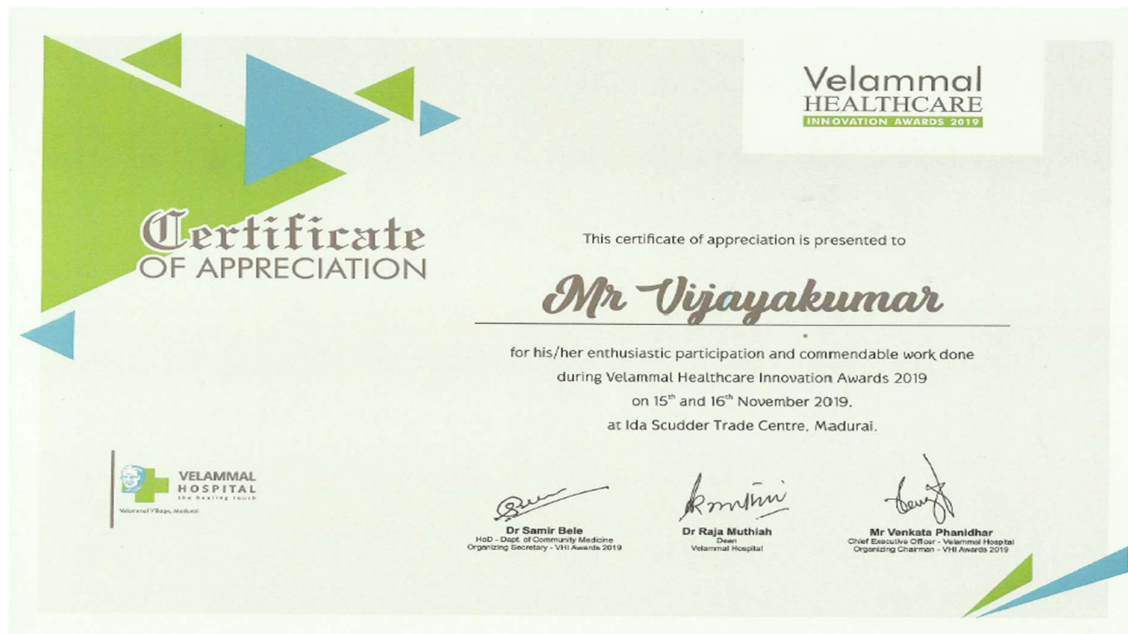 Velammal
HEALTHCARE
INNOVATION AWARDS 2019
Certificate
OF APPRECIATION
This certificate of appreciation is presented to
Mr Vijayakumar
for his/her enthusiastic participation and commendable work done
during Velammal Healthcare Innovation Awards 2019
on 15th and 16th November 2019.
at Ida Scudder Trade Centre, Madurai.
VELAMMAL
HOSPITAL
the healing touch
Velammal Village, Madurai
Dr Samir Bele
HoD - Dept. of Community Medicine
Organizing Secretary - VHI Awards 2019
Dr Raja Muthiah
Dean
Velammal Hospital
Mr Venkata Phanidhar
Chief Executive Officer - Velammal Hospital
Organizing Chairman - VHI Awards 2019